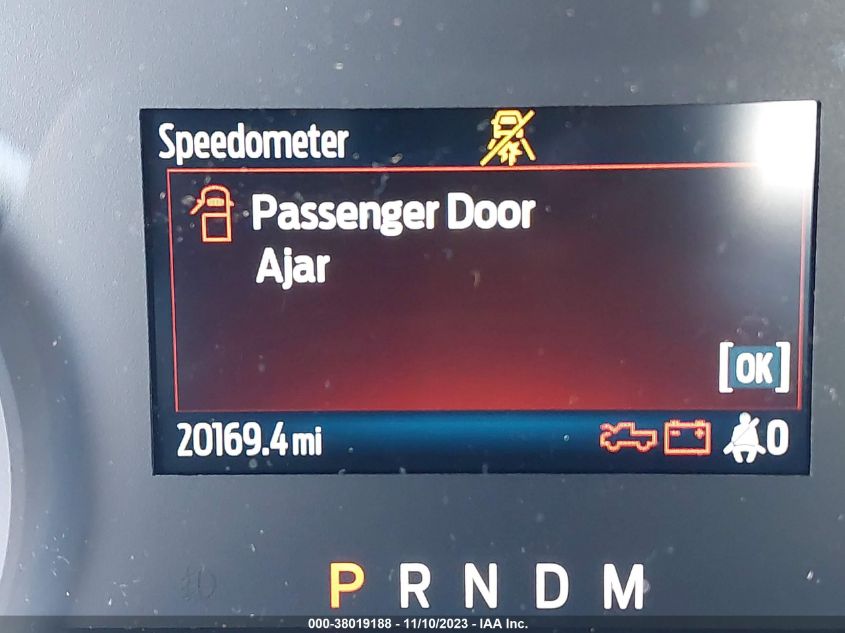 Speedometer
Passenger Door
Ajar
[OK]
20169.4 mi
0
P R N D M
000-38019188 - 11/10/2023 - IAA Inc.